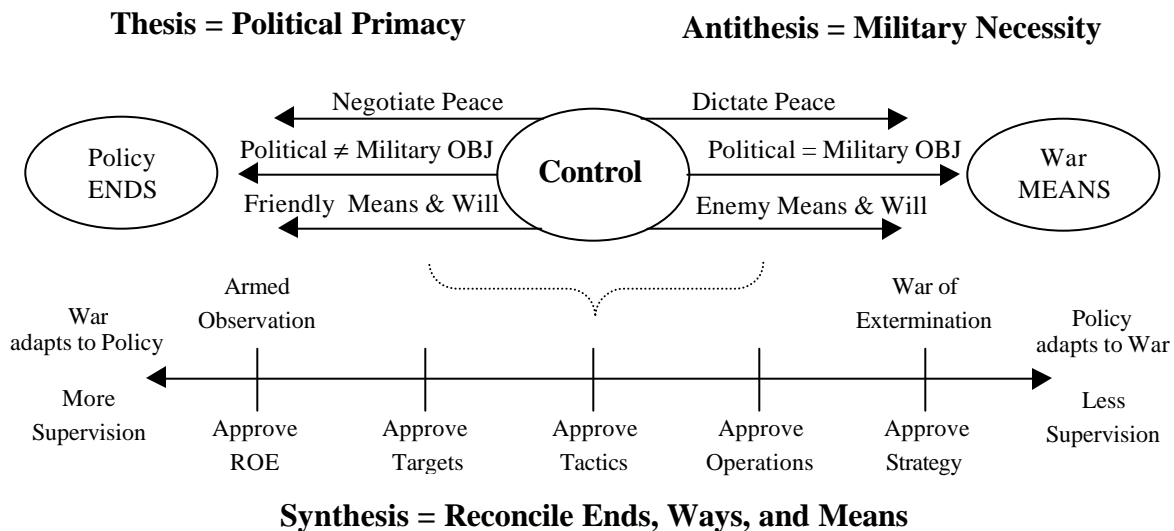 Thesis = Political Primacy
Antithesis = Military Necessity
Negotiate Peace
Dictate Peace
Policy
ENDS
Political ≠ Military OBJ
Control
Political = Military OBJ
War
MEANS
Friendly Means & Will
Enemy Means & Will
War
adapts to Policy
Armed
Observation
War of
Extermination
Policy
adapts to War
More
Supervision
Approve
ROE
Approve
Targets
Approve
Tactics
Approve
Operations
Approve
Strategy
Less
Supervision
Synthesis = Reconcile Ends, Ways, and Means